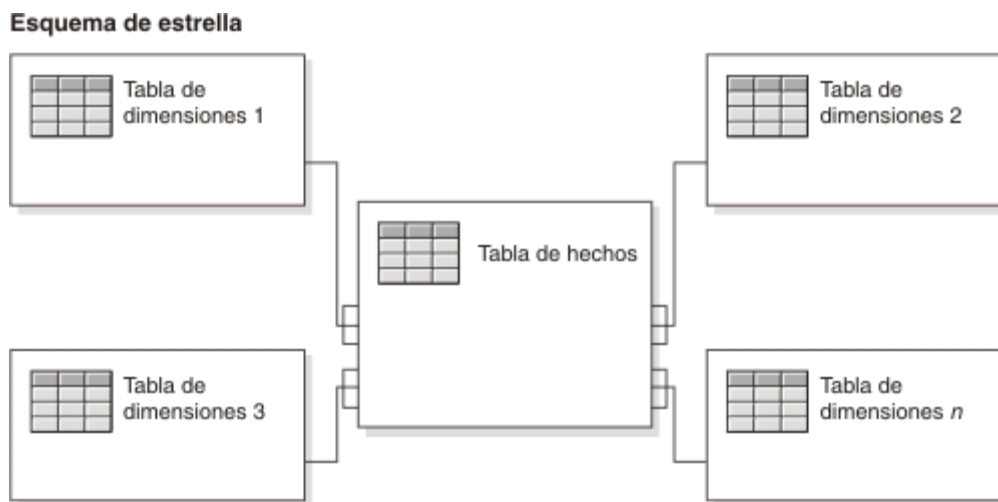 Esquema de estrella
Tabla de
dimensiones 1
Tabla de
dimensiones 2
Tabla de hechos
Tabla de
dimensiones 3
Tabla de
dimensiones n